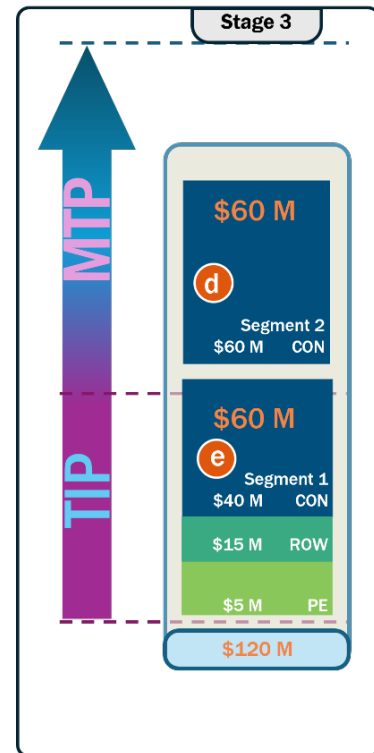 Stage 3
MTP
TIP
$60 M
d
Segment 2
$60 M CON
$60 M
e
Segment 1
$40 M CON
$15 M ROW
$5 M PE
$120 M